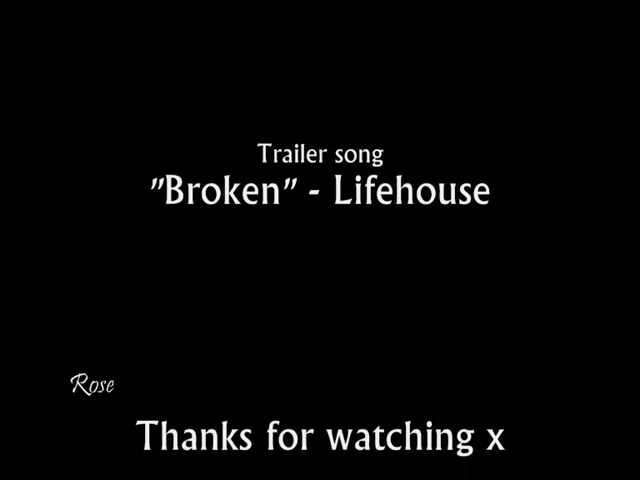 Trailer song
"Broken" - Lifehouse
Rose
Thanks for watching x